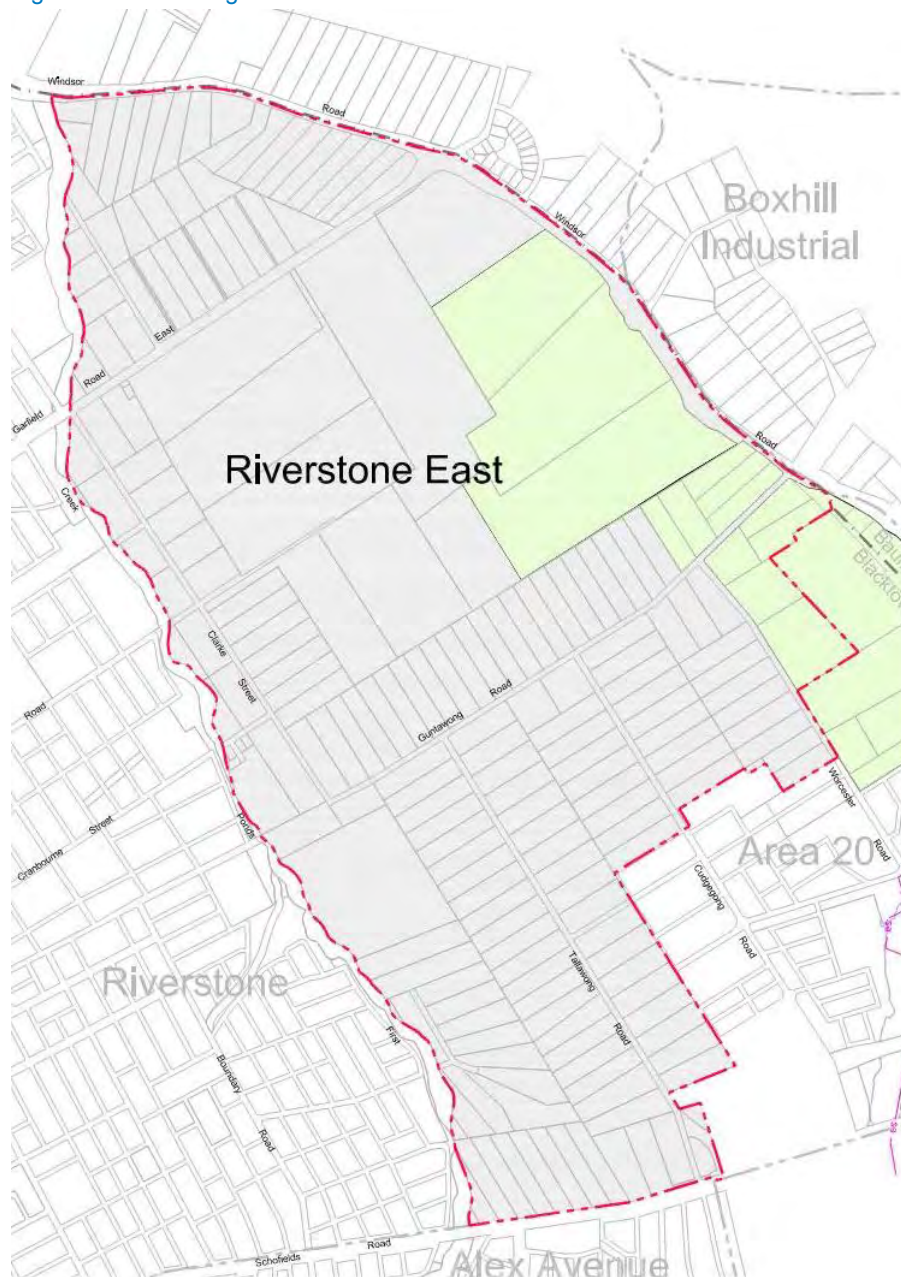 Windsor
Road
Boxhill
Industrial
Windsor
East
Road
Garfield
Road
Riverstone East
Creek
Clarke
Street
Road
Guntawong
Road
Ponds
Street
Cranbourne
Worcester
Area 20
Road
Cudgegong
Road
Riverstone
Tallawong
Road
First
Boundary
Road
Schofields
Road
Alex Avenue